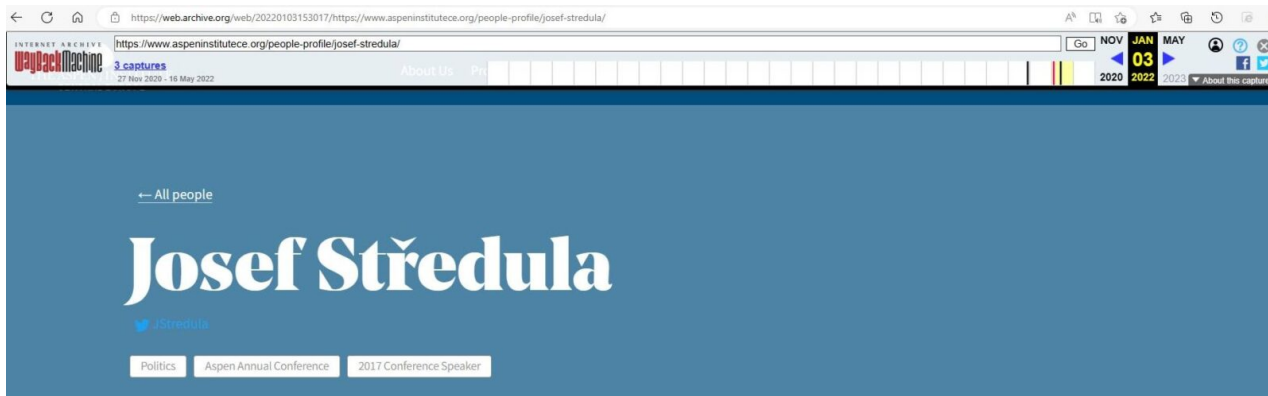 https://web.archive.org/web/20220103153017/https://www.aspeninstitutece.org/people-profile/josef-stredula/
INTERNET ARCHIVE
WayBackMachine
https://www.aspeninstitutece.org/people-profile/josef-stredula/
Go
NOV JAN MAY
3 captures
03
27 Nov 2020 - 16 May 2022
About Us
2020 2022 2023
▼ About this capture
← All people
Josef Středula
JStredula
Politics
Aspen Annual Conference
2017 Conference Speaker